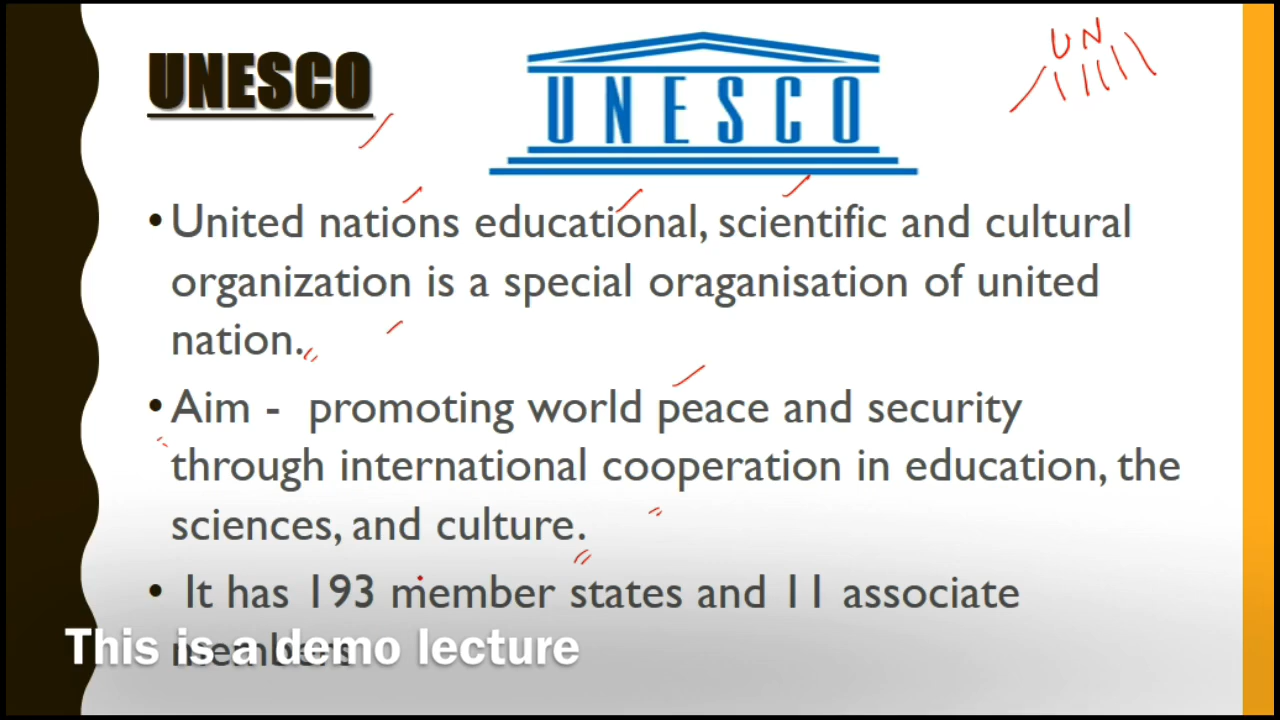 UNESCO
UNESCO
UN
•United nations educational, scientific and cultural
organization is a special oraganisation of united
nation.
•Aim - promoting world peace and security
through international cooperation in education, the
sciences, and culture.
• It has 193 member states and 11 associate
members
This is a demo lecture